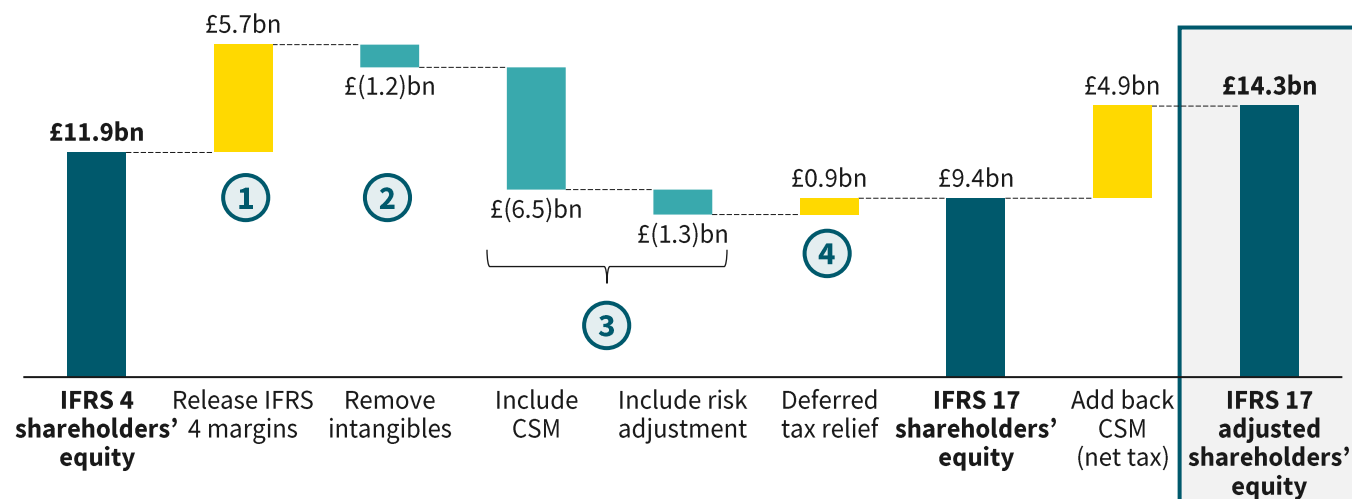 £5.7bn
£(1.2)bn
£4.9bn
£14.3bn
£11.9bn
£0.9bn
£9.4bn
1
2
£(6.5)bn
£(1.3)bn
4
3
IFRS 4
shareholders’
equity
Release IFRS
4 margins
Remove
intangibles
Include
CSM
Include risk
adjustment
Deferred
tax relief
IFRS 17
shareholders’
equity
Add back
CSM
(net tax)
IFRS 17
adjusted
shareholders’
equity